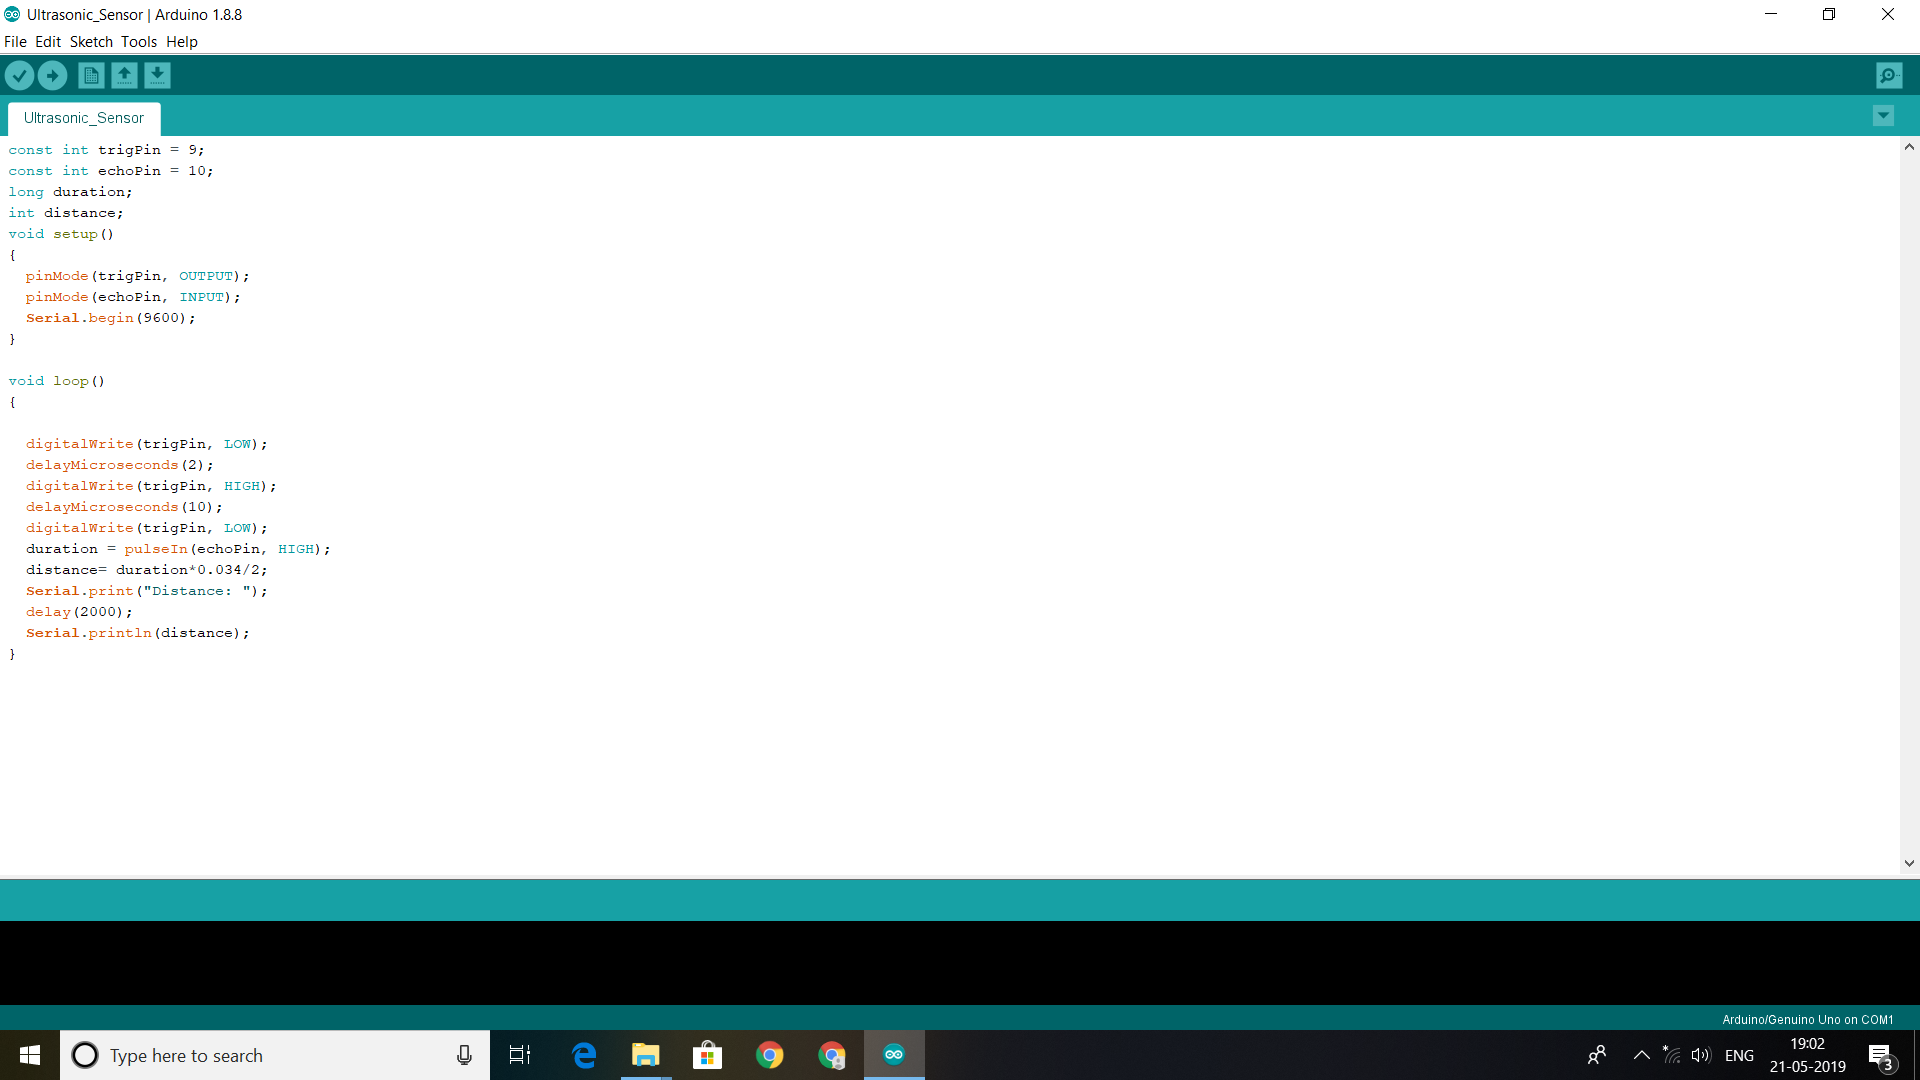 Ultrasonic_Sensor | Arduino 1.8.8
File Edit Sketch Tools Help
Ultrasonic_Sensor
const int trigPin = 9;
const int echoPin = 10;
long duration;
int distance;
void setup()
{
  pinMode(trigPin, OUTPUT);
  pinMode(echoPin, INPUT);
  Serial.begin(9600);
}
void loop()
{
  digitalWrite(trigPin, LOW);
  delayMicroseconds(2);
  digitalWrite(trigPin, HIGH);
  delayMicroseconds(10);
  digitalWrite(trigPin, LOW);
  duration = pulseIn(echoPin, HIGH);
  distance= duration*0.034/2;
  Serial.print("Distance: ");
  delay(2000);
  Serial.println(distance);
}
Arduino/Genuino Uno on COM1
Type here to search
ENG
19:02
21-05-2019
3